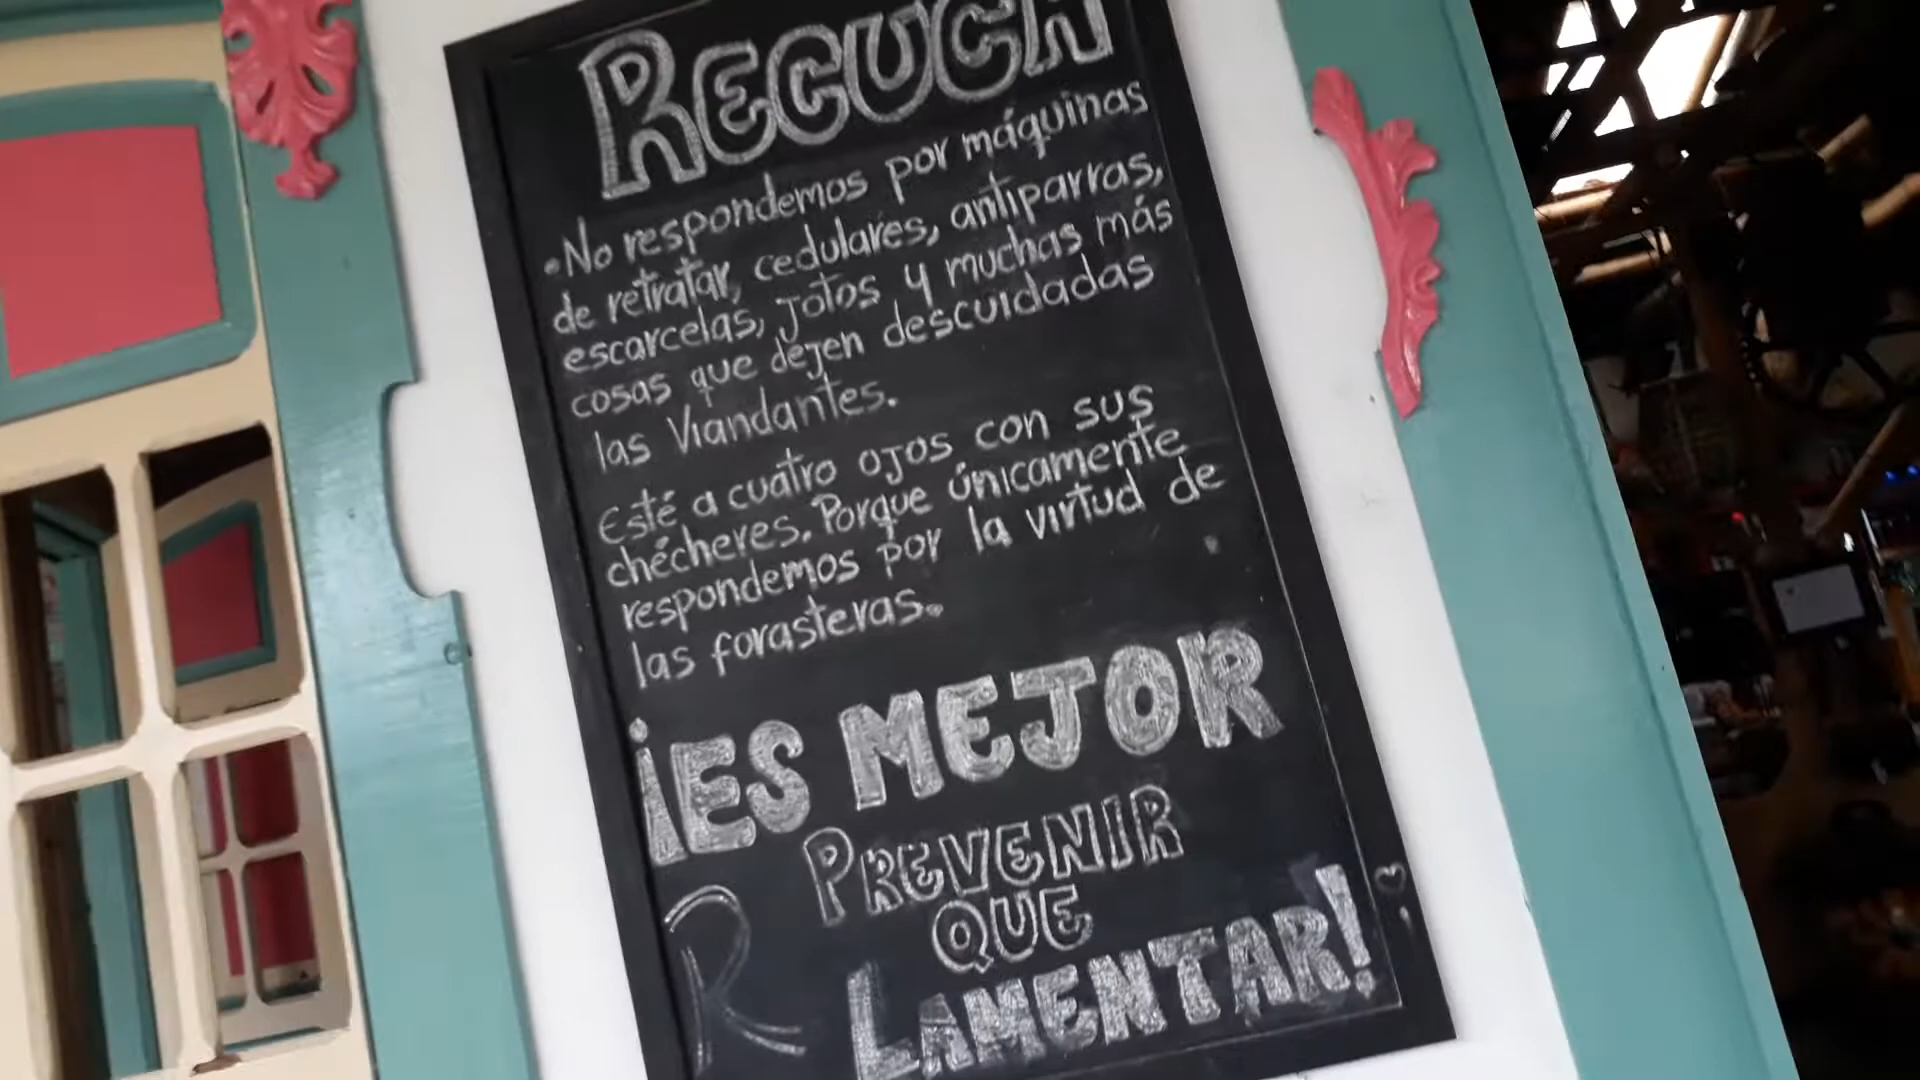 RECUCA
•No respondemos por máquinas
de retratar, cedulares, antiparras,
escarcelas, jotos y muchas más
cosas que dejen descuidadas
las Viandantes.
Esté a cuatro ojos con sus
chécheres. Porque únicamente
respondemos por la virtud de
las forasteras.
¡ES MEJOR
PREVENIR
QUE
LAMENTAR!
R